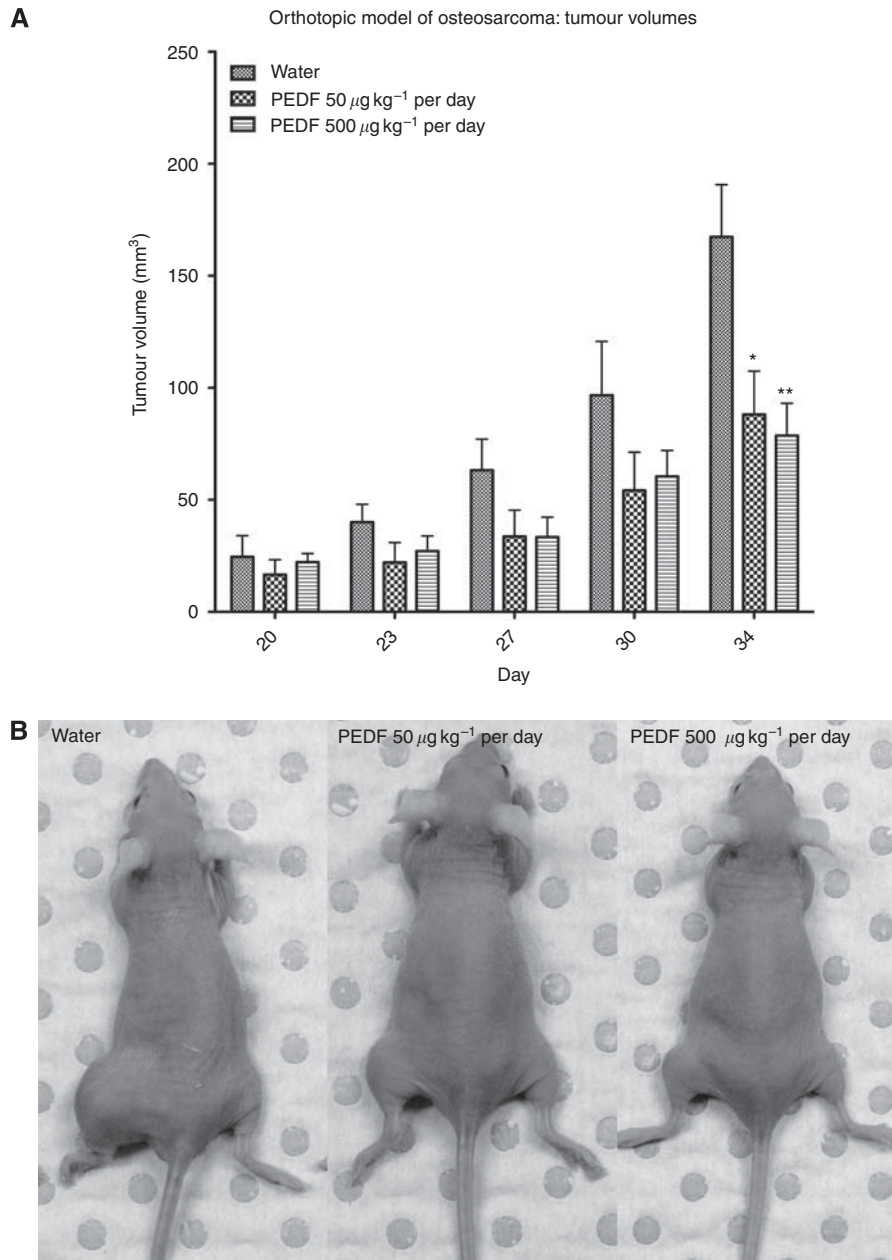 A
Orthotopic model of osteosarcoma: tumour volumes
250
200
150
100
50
0
Tumour volume (mm³)
Water
PEDF 50 μg kg⁻¹ per day
PEDF 500 μg kg⁻¹ per day
*
**
20
23
27
30
34
Day
B
Water
PEDF 50 μg kg⁻¹ per day
PEDF 500 μg kg⁻¹ per day